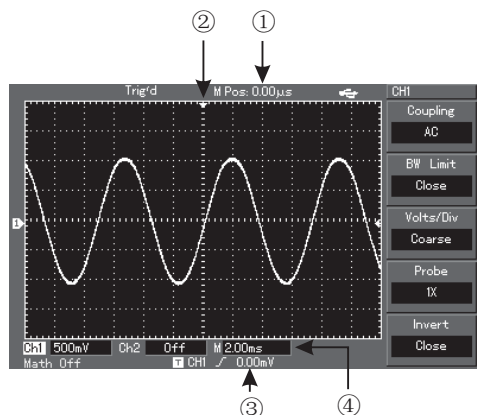 ② ①
Trig'd M Pos: 0.00μs CH1
Coupling
AC
BW Limit
Close
Volts/Div
Coarse
1
Probe
1X
Invert
Close
Ch1 500mV Ch2 Off M 2.00ms
Math Off T CH1 0.00mV
③ ④